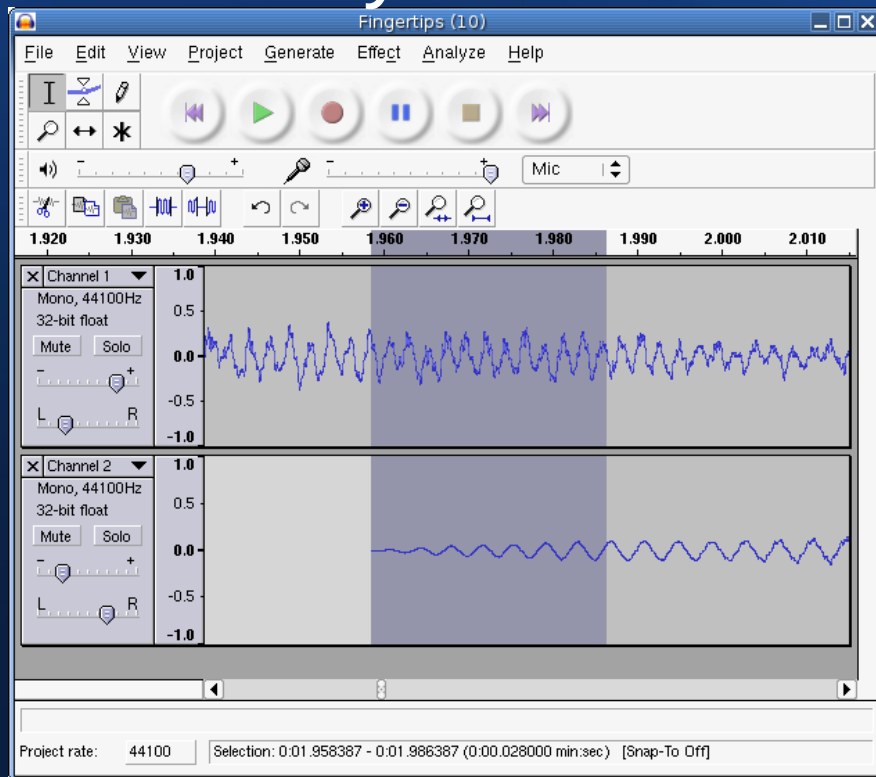 Fingertips (10)
File Edit View Project Generate Effect Analyze Help
- + - + Mic
1.920 1.930 1.940 1.950 1.960 1.970 1.980 1.990 2.000 2.010
X Channel 1
Mono, 44100Hz
32-bit float
Mute Solo
- +
L R
1.0
0.5
0.0
-0.5
-1.0
X Channel 2
Mono, 44100Hz
32-bit float
Mute Solo
- +
L R
1.0
0.5
0.0
-0.5
-1.0
Project rate: 44100 Selection: 0:01.958387 - 0:01.986387 (0:00.028000 min:sec) [Snap-To Off]